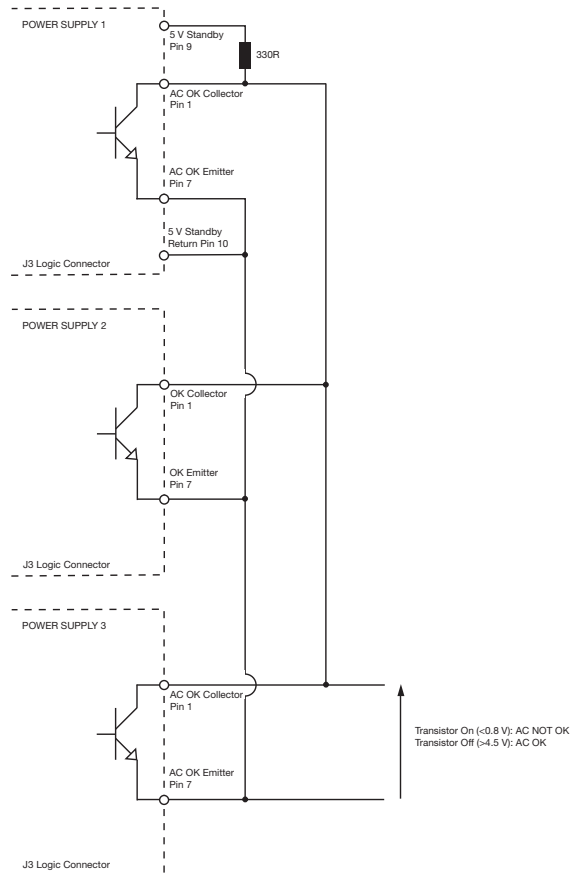 POWER SUPPLY 1
5 V Standby
Pin 9
330R
AC OK Collector
Pin 1
AC OK Emitter
Pin 7
5 V Standby
Return Pin 10
J3 Logic Connector
POWER SUPPLY 2
OK Collector
Pin 1
OK Emitter
Pin 7
J3 Logic Connector
POWER SUPPLY 3
AC OK Collector
Pin 1
Transistor On (<0.8 V): AC NOT OK
Transistor Off (>4.5 V): AC OK
AC OK Emitter
Pin 7
J3 Logic Connector